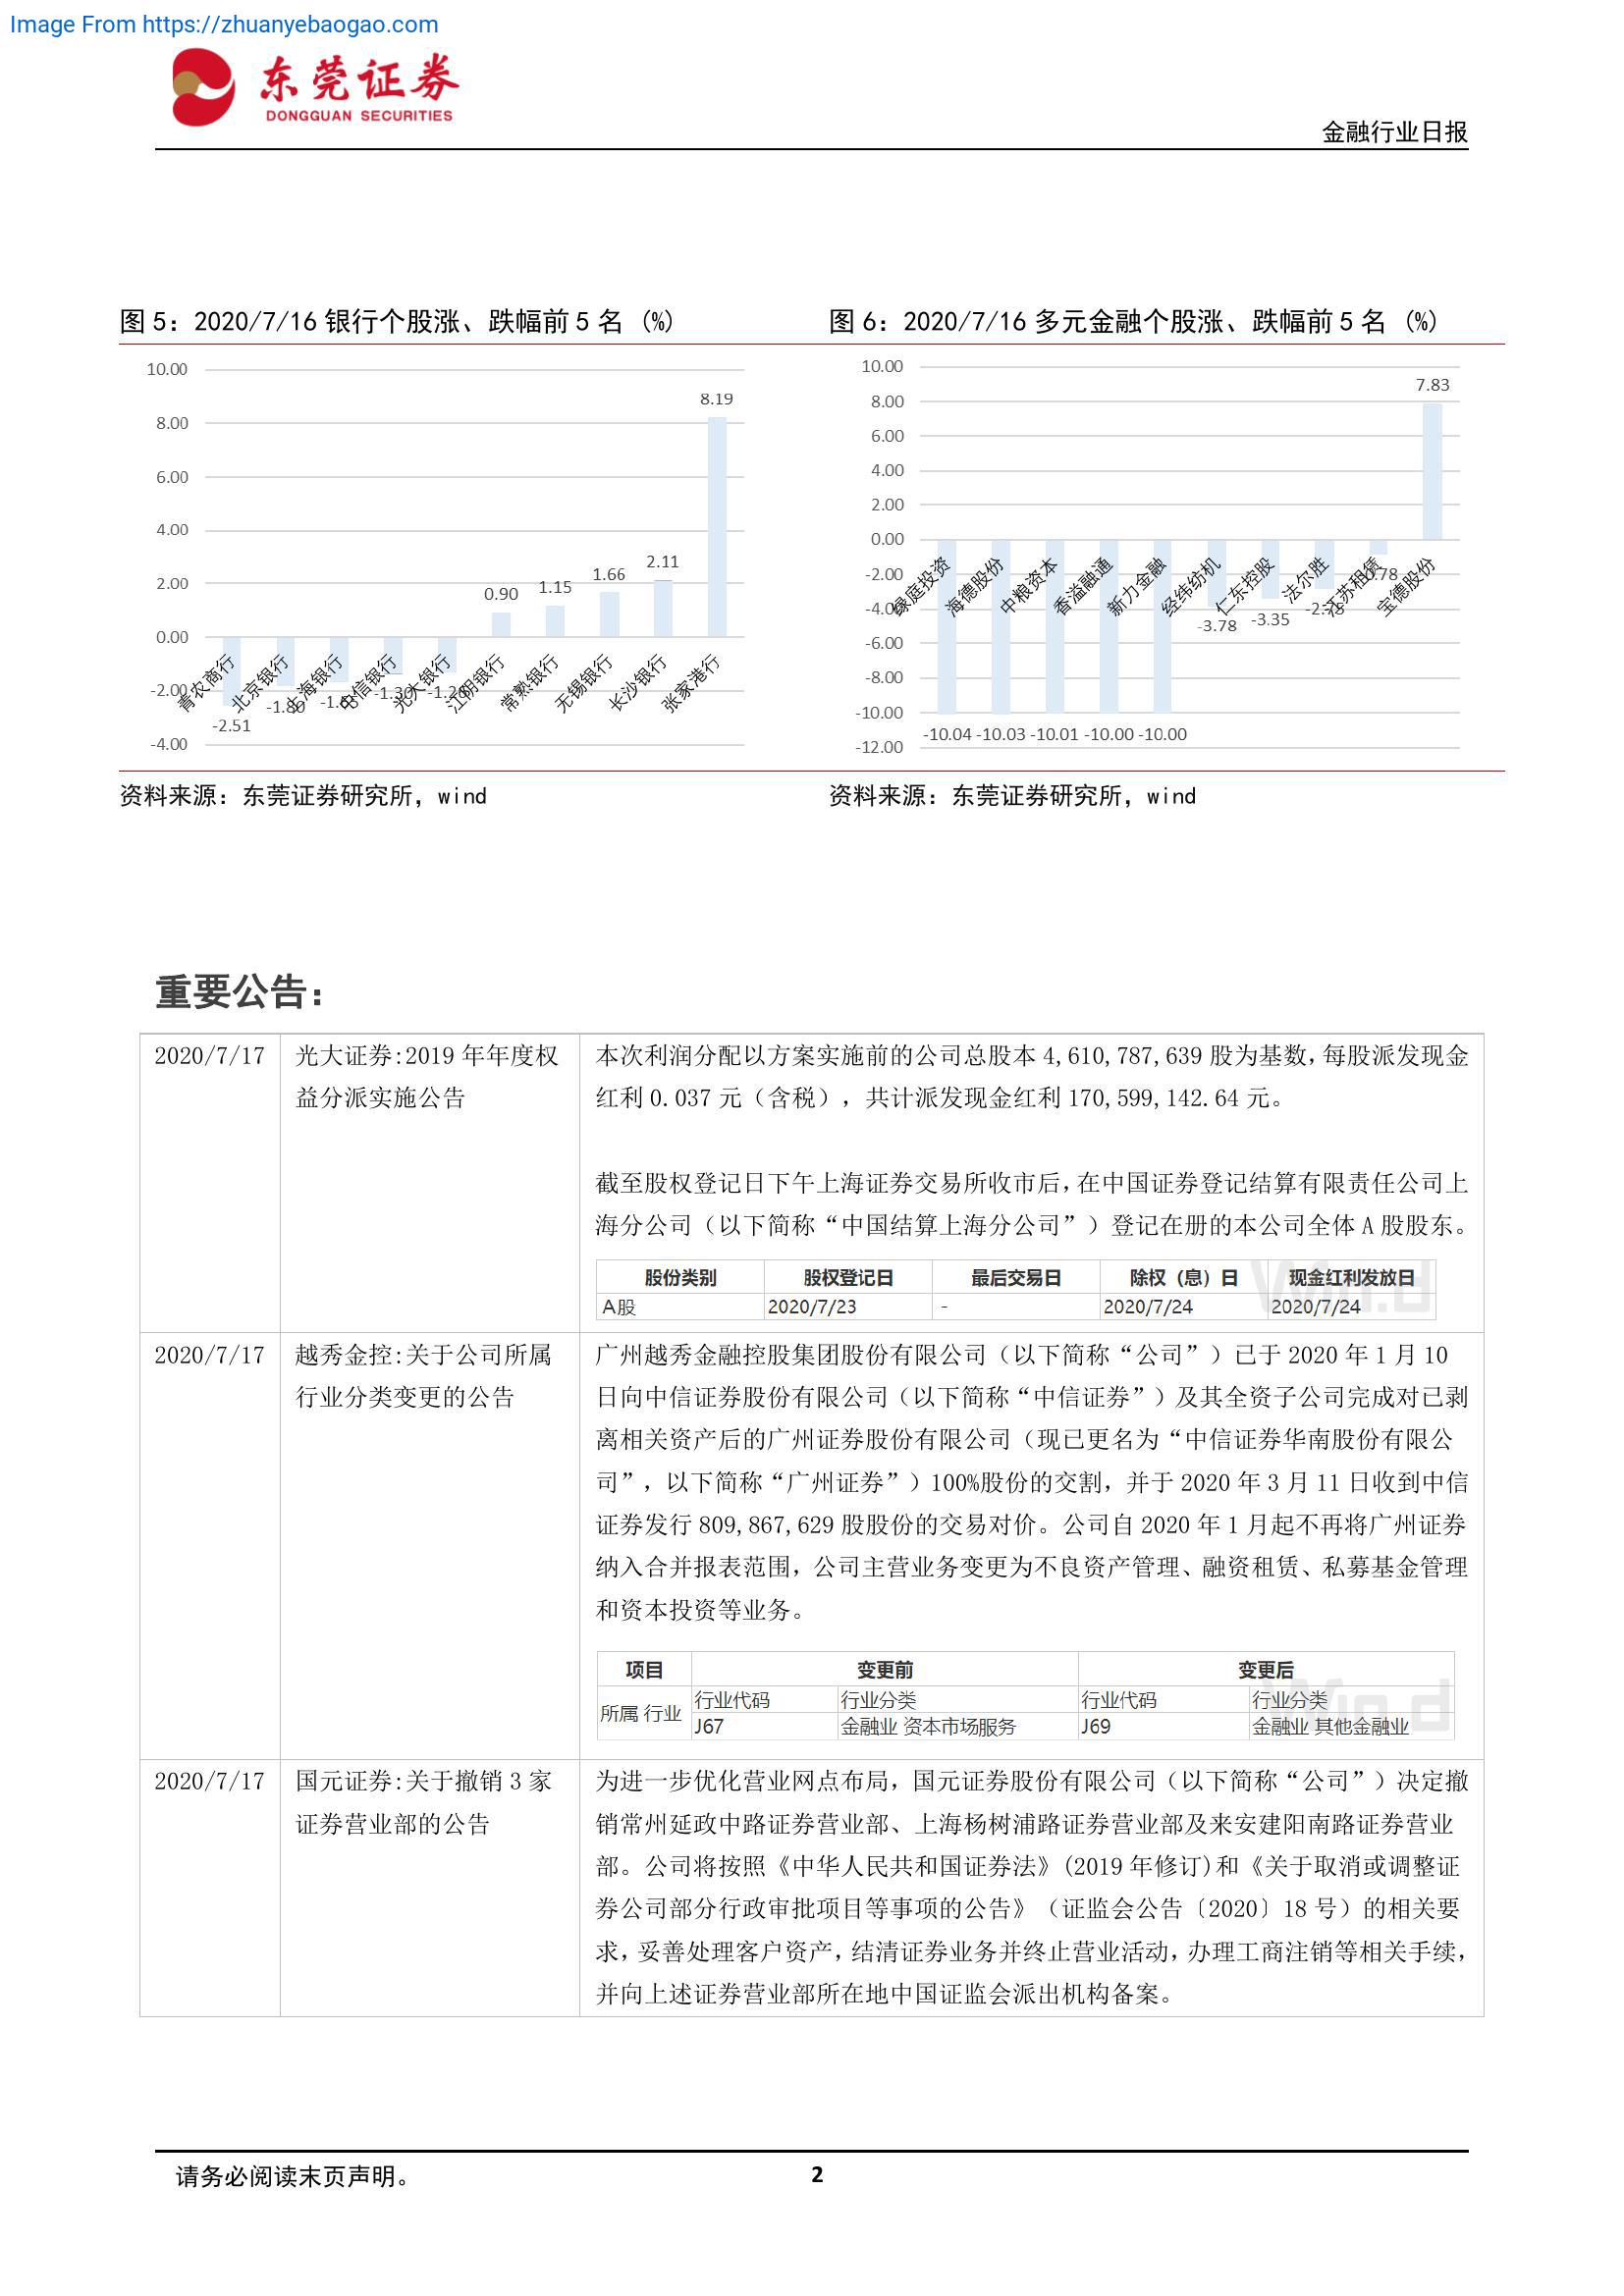 Image From https://zhuanyebaogao.com
东莞证券
DONGGUAN SECURITIES
金融行业日报
图 5：2020/7/16 银行个股涨、跌幅前 5 名 (%)
10.00
8.00
6.00
4.00
2.00
0.00
-2.00
-4.00
-2.51
-1.80
-1.30
0.90
1.15
1.66
2.11
8.19
青农商行
北京银行
上海银行
中信银行
光大银行
江阴银行
常熟银行
无锡银行
长沙银行
张家港行
资料来源：东莞证券研究所，wind
图 6：2020/7/16 多元金融个股涨、跌幅前 5 名 (%)
10.00
8.00
6.00
4.00
2.00
0.00
-2.00
-4.00
-6.00
-8.00
-10.00
-12.00
-10.04 -10.03 -10.01 -10.00 -10.00
-3.78
-3.35
7.83
绿庭投资
海德股份
中粮资本
香溢融通
新力金融
经纬纺机
仁东控股
法尔胜
江苏租赁
宝德股份
资料来源：东莞证券研究所，wind
重要公告：
2020/7/17
光大证券:2019 年年度权
益分派实施公告
本次利润分配以方案实施前的公司总股本 4,610,787,639 股为基数，每股派发现金
红利 0.037 元（含税），共计派发现金红利 170,599,142.64 元。
截至股权登记日下午上海证券交易所收市后，在中国证券登记结算有限责任公司上
海分公司（以下简称“中国结算上海分公司”）登记在册的本公司全体 A 股股东。
股份类别 股权登记日 最后交易日 除权（息）日 现金红利发放日
A股 2020/7/23 - 2020/7/24 2020/7/24
Win.d
2020/7/17
越秀金控:关于公司所属
行业分类变更的公告
广州越秀金融控股集团股份有限公司（以下简称“公司”）已于 2020 年 1 月 10
日向中信证券股份有限公司（以下简称“中信证券”）及其全资子公司完成对已剥
离相关资产后的广州证券股份有限公司（现已更名为“中信证券华南股份有限公
司”，以下简称“广州证券”）100%股份的交割，并于 2020 年 3 月 11 日收到中信
证券发行 809,867,629 股股份的交易对价。公司自 2020 年 1 月起不再将广州证券
纳入合并报表范围，公司主营业务变更为不良资产管理、融资租赁、私募基金管理
和资本投资等业务。
项目 变更前 变更后
所属 行业 行业代码 行业分类 行业代码 行业分类
J67 金融业 资本市场服务 J69 金融业 其他金融业
Win.d
2020/7/17
国元证券:关于撤销 3 家
证券营业部的公告
为进一步优化营业网点布局，国元证券股份有限公司（以下简称“公司”）决定撤
销常州延政中路证券营业部、上海杨树浦路证券营业部及来安建阳南路证券营业
部。公司将按照《中华人民共和国证券法》(2019 年修订)和《关于取消或调整证
券公司部分行政审批项目等事项的公告》（证监会公告〔2020〕18 号）的相关要
求，妥善处理客户资产，结清证券业务并终止营业活动，办理工商注销等相关手续，
并向上述证券营业部所在地中国证监会派出机构备案。
请务必阅读末页声明。
2